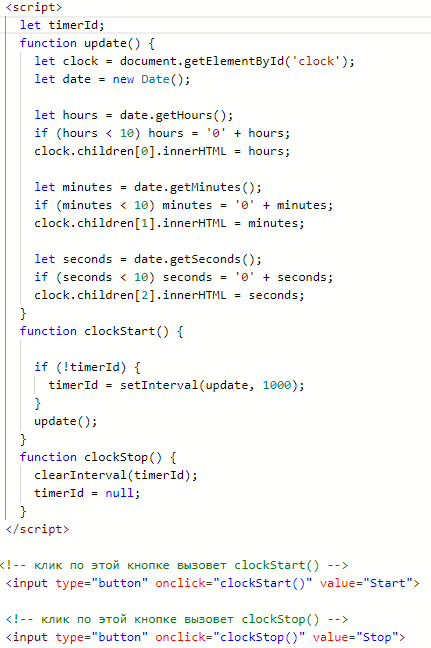 <script>
let timerId;
function update() {
let clock = document.getElementById('clock');
let date = new Date();
let hours = date.getHours();
if (hours < 10) hours = '0' + hours;
clock.children[0].innerHTML = hours;
let minutes = date.getMinutes();
if (minutes < 10) minutes = '0' + minutes;
clock.children[1].innerHTML = minutes;
let seconds = date.getSeconds();
if (seconds < 10) seconds = '0' + seconds;
clock.children[2].innerHTML = seconds;
}
function clockStart() {
if (!timerId) {
timerId = setInterval(update, 1000);
}
update();
}
function clockStop() {
clearInterval(timerId);
timerId = null;
}
</script>
<!-- клик по этой кнопке вызовет clockStart() -->
<input type="button" onclick="clockStart()" value="Start">
<!-- клик по этой кнопке вызовет clockStop() -->
<input type="button" onclick="clockStop()" value="Stop">